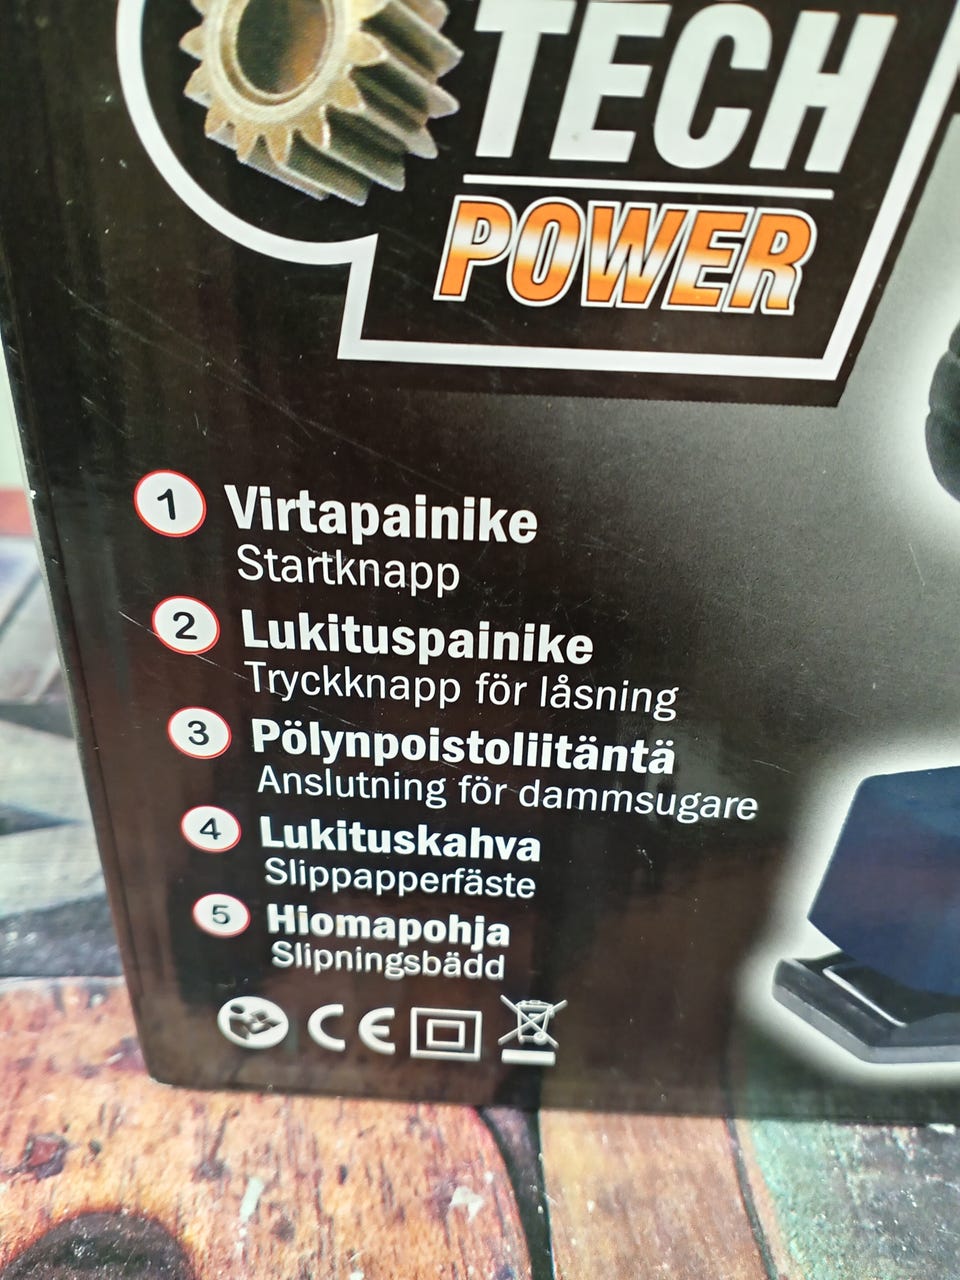 TECH
POWER
1 Virtapainike
Startknapp
2 Lukituspainike
Tryckknapp för låsning
3 Pölynpoistoliitäntä
Anslutning för dammsugare
4 Lukituskahva
Slippapperfäste
5 Hiomapohja
Slipningsbädd
CE